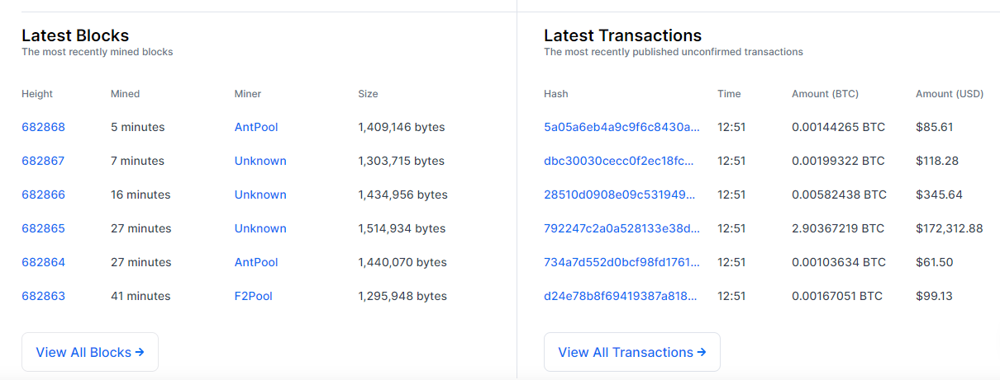 Latest Blocks
The most recently mined blocks
Height Mined Miner Size
682868 5 minutes AntPool 1,409,146 bytes
682867 7 minutes Unknown 1,303,715 bytes
682866 16 minutes Unknown 1,434,956 bytes
682865 27 minutes Unknown 1,514,934 bytes
682864 27 minutes AntPool 1,440,070 bytes
682863 41 minutes F2Pool 1,295,948 bytes
View All Blocks →
Latest Transactions
The most recently published unconfirmed transactions
Hash Time Amount (BTC) Amount (USD)
5a05a6eb4a9c9f6c8430a... 12:51 0.00144265 BTC $85.61
dbc30030cecc0f2ec18fc... 12:51 0.00199322 BTC $118.28
28510d0908e09c531949... 12:51 0.00582438 BTC $345.64
792247c2a0a528133e38d... 12:51 2.90367219 BTC $172,312.88
734a7d552d0bcf98fd1761... 12:51 0.00103634 BTC $61.50
d24e78b8f69419387a818... 12:51 0.00167051 BTC $99.13
View All Transactions →